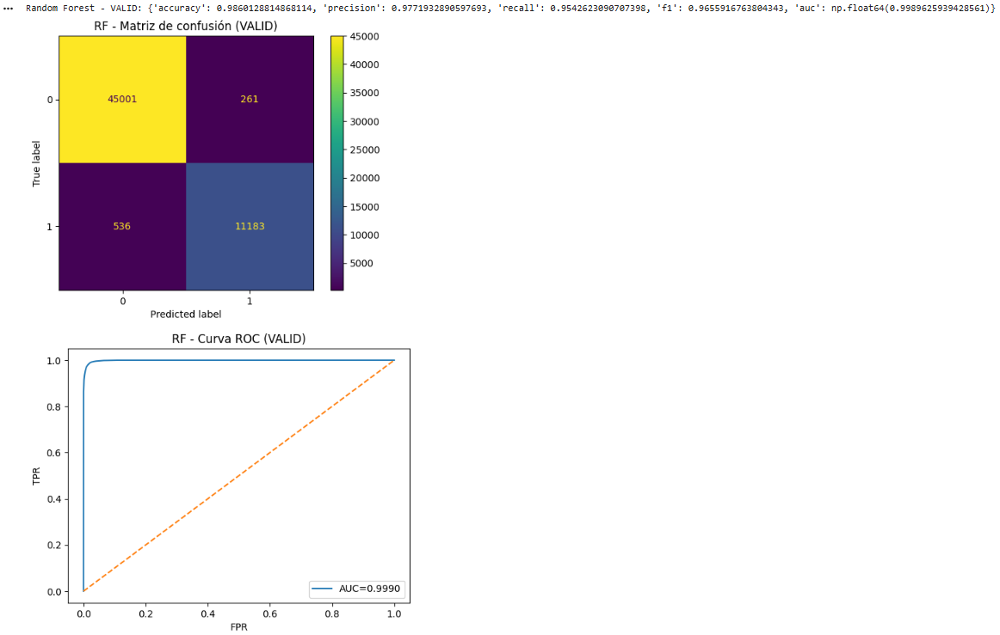 ••• Random Forest - VALID: {'accuracy': 0.9860128814868114, 'precision': 0.9771932890597693, 'recall': 0.9542623090707398, 'f1': 0.9655916763804343, 'auc': np.float64(0.9989625939428561)}
RF - Matriz de confusión (VALID)
45000
40000
35000
30000
25000
20000
15000
10000
5000
True label
0
45001 261
1
536 11183
0 1
Predicted label
RF - Curva ROC (VALID)
TPR
1.0
0.8
0.6
0.4
0.2
0.0
AUC=0.9990
0.0 0.2 0.4 0.6 0.8 1.0
FPR